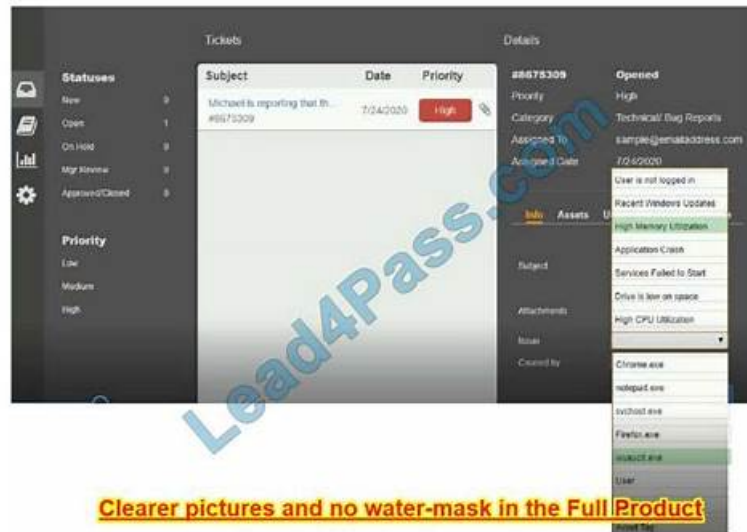 Tickets
Details
Statuses
New 0
Open 1
On Hold 0
Mgr Review 0
Approved/Closed 0
Priority
Low
Medium
High
Subject Date Priority
Michael is reporting that th...
#8675309
7/24/2020 High
#8675309 Opened
Priority High
Category Technical/ Bug Reports
Assigned To sample@emailaddress.com
Assigned Date 7/24/2020
Info Assets
Subject
Attachments
Issue
Caused by
User is not logged in
Recent Windows Updates
High Memory Utilization
Application Crash
Services Failed to Start
Drive is low on space
High CPU Utilization
Chrome.exe
notepad.exe
svchost.exe
Firefox.exe
User
Asset Tag
Lead4Pass.com
Clearer pictures and no water-mask in the Full Product